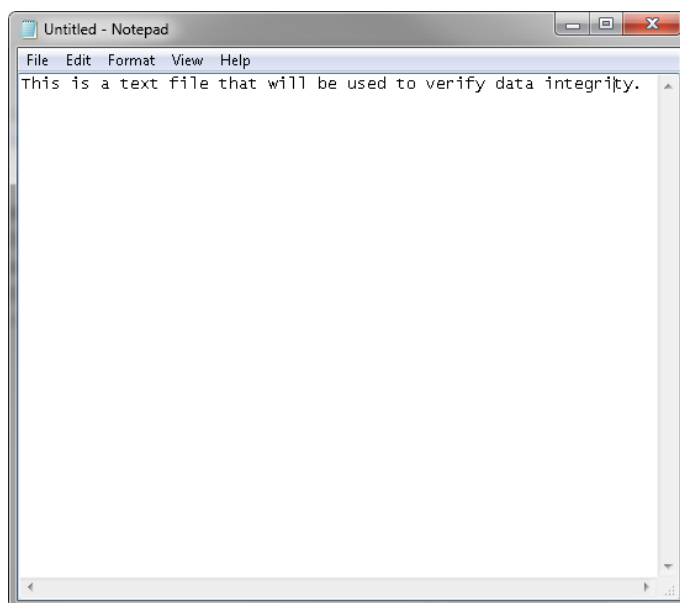 Untitled - Notepad
File Edit Format View Help
This is a text file that will be used to verify data integrity.